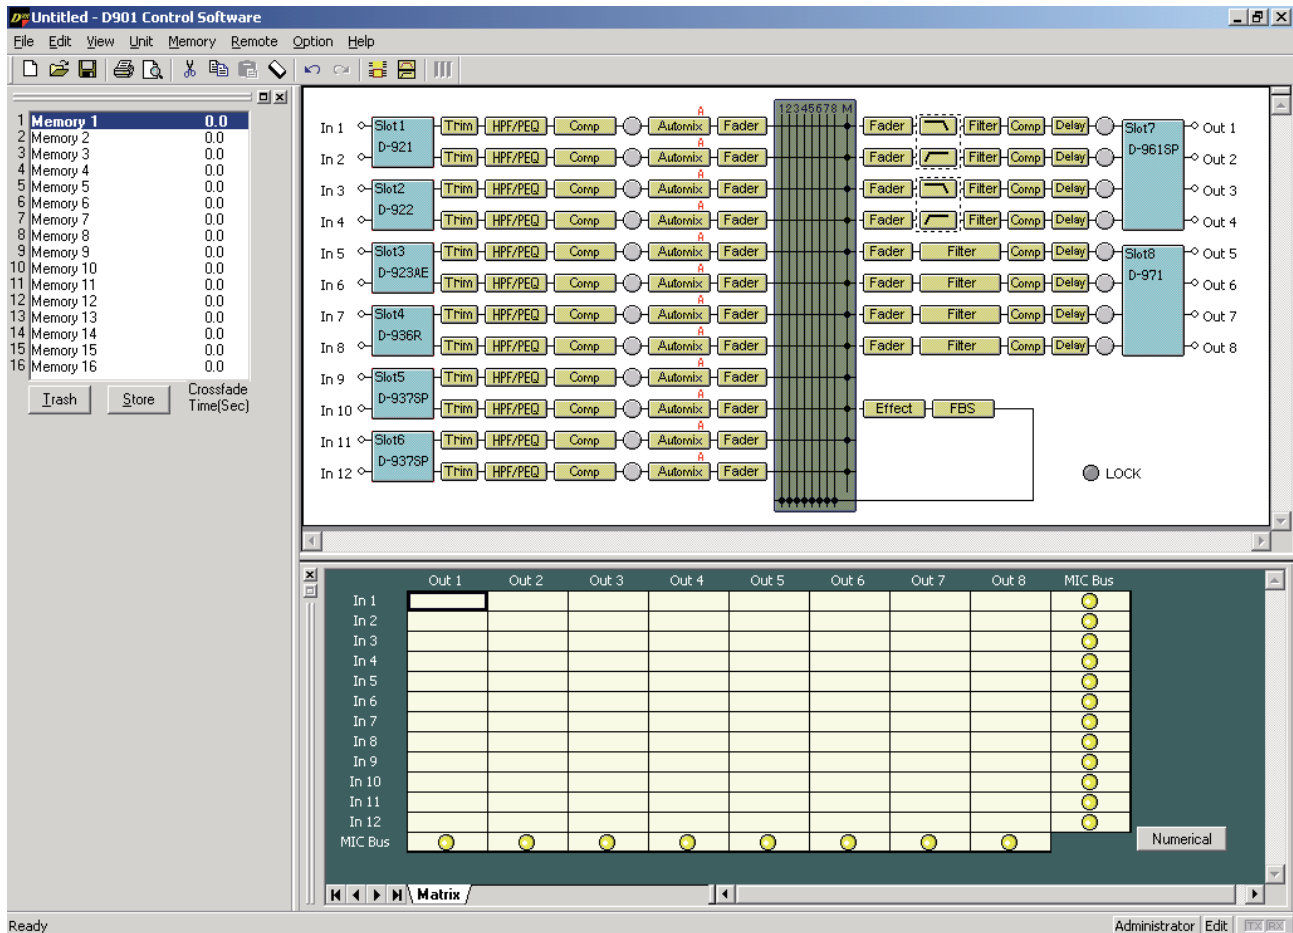 Untitled - D901 Control Software
File Edit View Unit Memory Remote Option Help
1 Memory 1 0.0
2 Memory 2 0.0
3 Memory 3 0.0
4 Memory 4 0.0
5 Memory 5 0.0
6 Memory 6 0.0
7 Memory 7 0.0
8 Memory 8 0.0
9 Memory 9 0.0
10 Memory 10 0.0
11 Memory 11 0.0
12 Memory 12 0.0
13 Memory 13 0.0
14 Memory 14 0.0
15 Memory 15 0.0
16 Memory 16 0.0
Trash Store Crossfade
Time(Sec)
12345678 M
A
In 1 Slot1 Trim HPF/PEQ Comp Automix Fader Fader Filter Comp Delay Slot7 Out 1
D-921 A D-961SP
In 2 Trim HPF/PEQ Comp Automix Fader Fader Filter Comp Delay Out 2
A
In 3 Slot2 Trim HPF/PEQ Comp Automix Fader Fader Filter Comp Delay Out 3
D-922 A
In 4 Trim HPF/PEQ Comp Automix Fader Fader Filter Comp Delay Out 4
A
In 5 Slot3 Trim HPF/PEQ Comp Automix Fader Fader Filter Comp Delay Slot8 Out 5
D-923AE A D-971
In 6 Trim HPF/PEQ Comp Automix Fader Fader Filter Comp Delay Out 6
A
In 7 Slot4 Trim HPF/PEQ Comp Automix Fader Fader Filter Comp Delay Out 7
D-936R A
In 8 Trim HPF/PEQ Comp Automix Fader Fader Filter Comp Delay Out 8
A
In 9 Slot5 Trim HPF/PEQ Comp Automix Fader
D-937SP A
In 10 Trim HPF/PEQ Comp Automix Fader Effect FBS
A
In 11 Slot6 Trim HPF/PEQ Comp Automix Fader
D-937SP A
In 12 Trim HPF/PEQ Comp Automix Fader LOCK
Out 1 Out 2 Out 3 Out 4 Out 5 Out 6 Out 7 Out 8 MIC Bus
In 1
In 2
In 3
In 4
In 5
In 6
In 7
In 8
In 9
In 10
In 11
In 12
MIC Bus Numerical
Matrix
Ready Administrator Edit TX RX